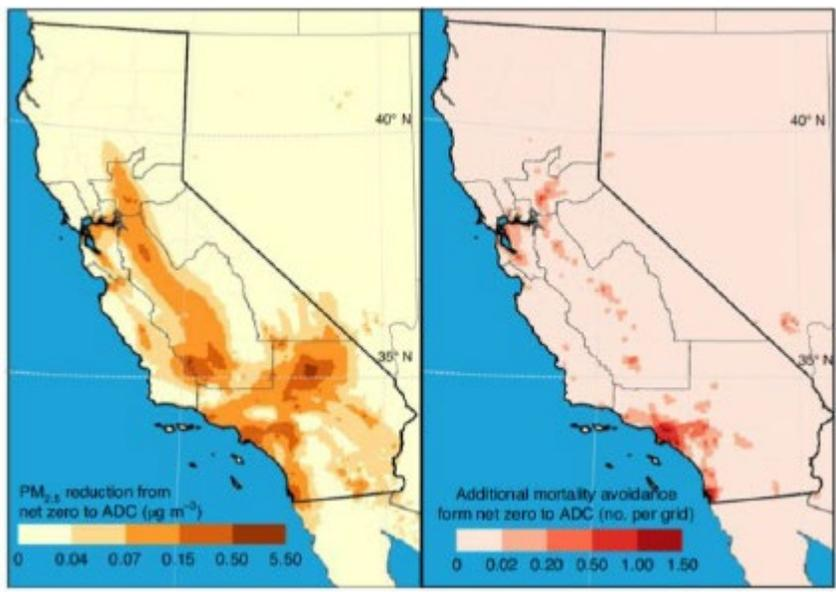 40° N
35° N
PM2.5 reduction from
net zero to ADC (μg m⁻³)
0 0.04 0.07 0.15 0.50 5.50
40° N
35° N
Additional mortality avoidance
form net zero to ADC (no. per grid)
0 0.02 0.20 0.50 1.00 1.50